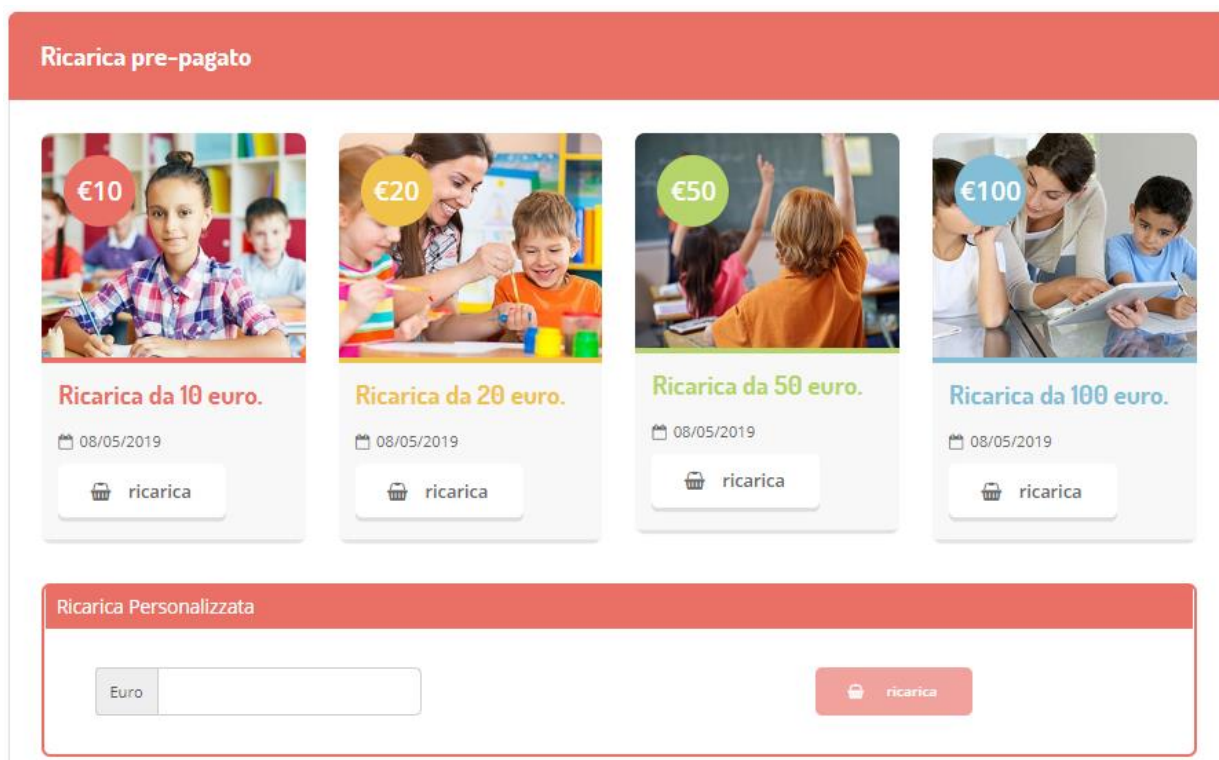 Ricarica pre-pagato
€10
€20
€50
€100
Ricarica da 10 euro.
08/05/2019
ricarica
Ricarica da 20 euro.
08/05/2019
ricarica
Ricarica da 50 euro.
08/05/2019
ricarica
Ricarica da 100 euro.
08/05/2019
ricarica
Ricarica Personalizzata
Euro
ricarica